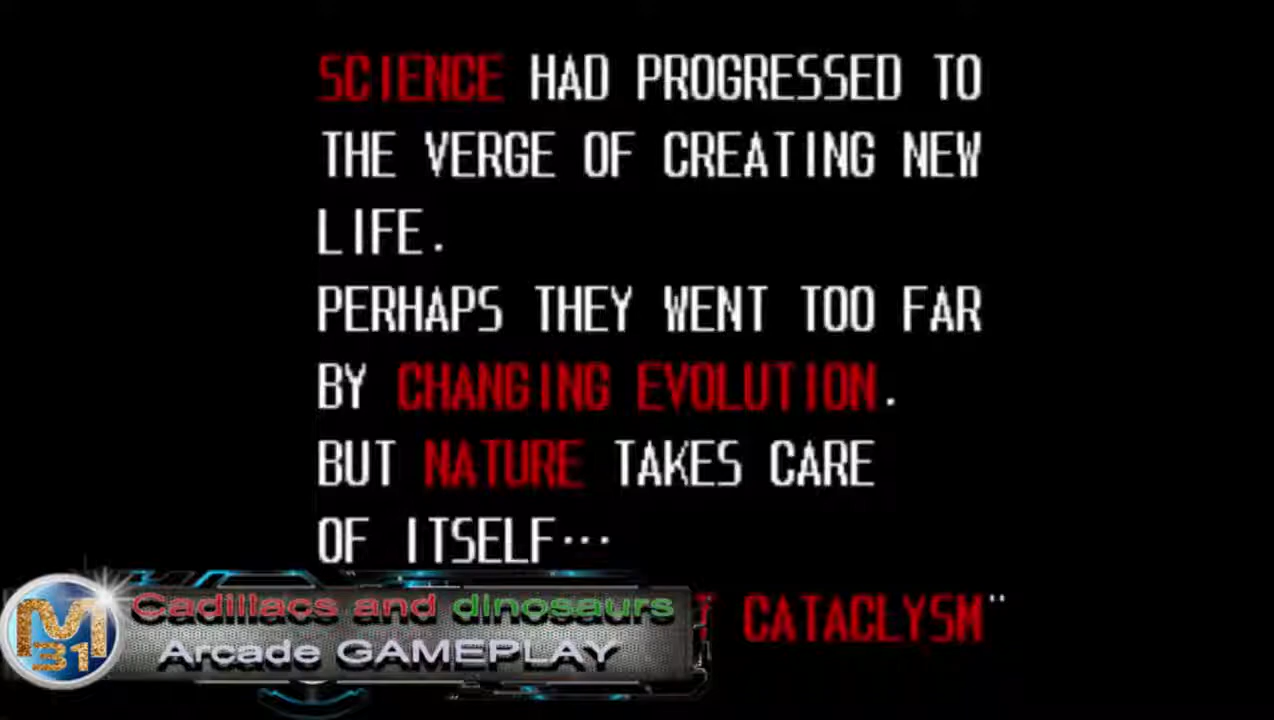 SCIENCE HAD PROGRESSED TO
THE VERGE OF CREATING NEW
LIFE.
PERHAPS THEY WENT TOO FAR
BY CHANGING EVOLUTION.
BUT NATURE TAKES CARE
OF ITSELF…
CATACLYSM"
Cadillacs and dinosaurs
Arcade GAMEPLAY
M
31